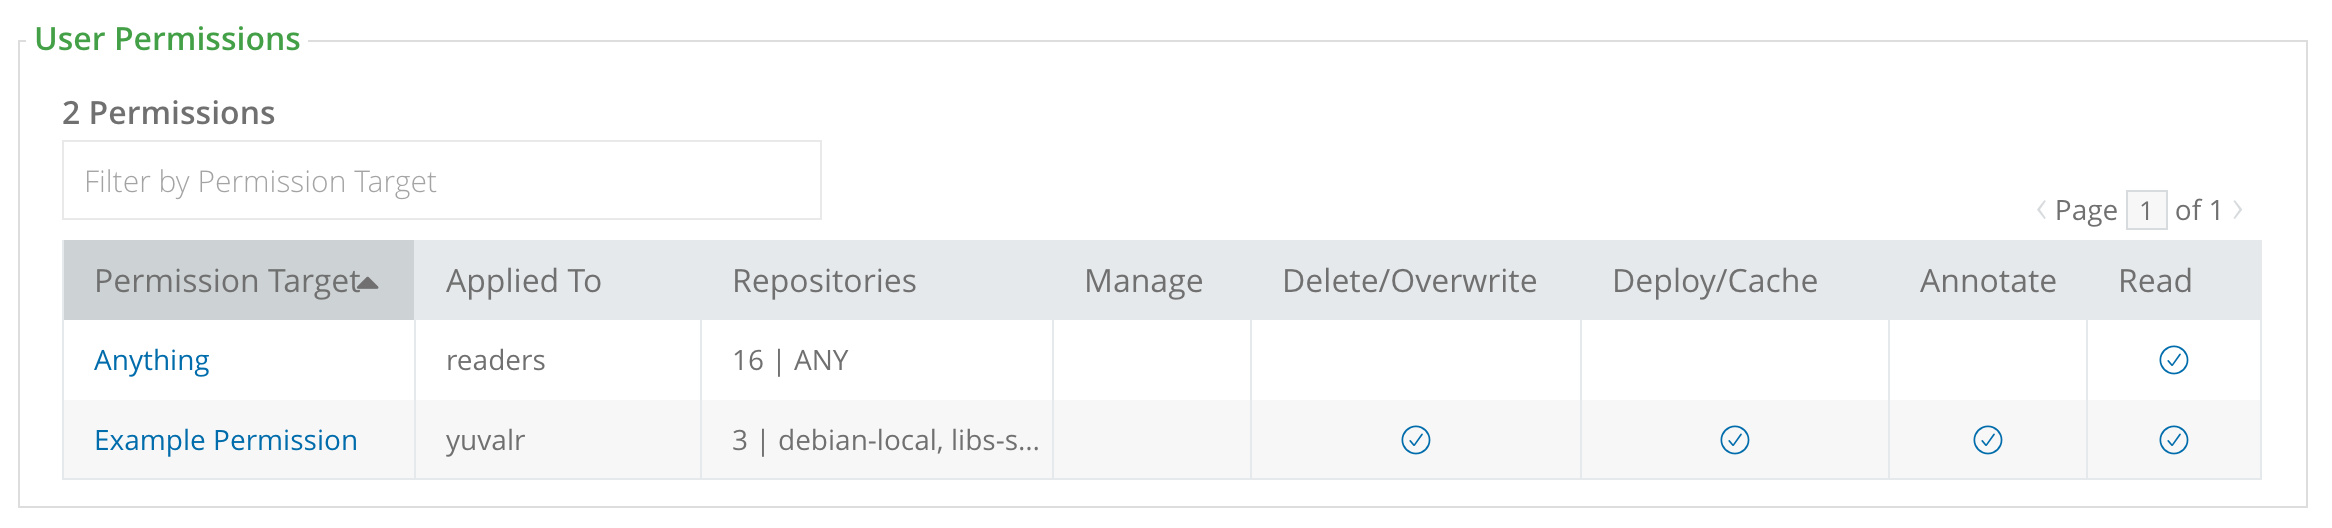 User Permissions
2 Permissions
Filter by Permission Target
Page 1 of 1
Permission Target Applied To Repositories Manage Delete/Overwrite Deploy/Cache Annotate Read
Anything readers 16 | ANY
Example Permission yuvalr 3 | debian-local, libs-s...